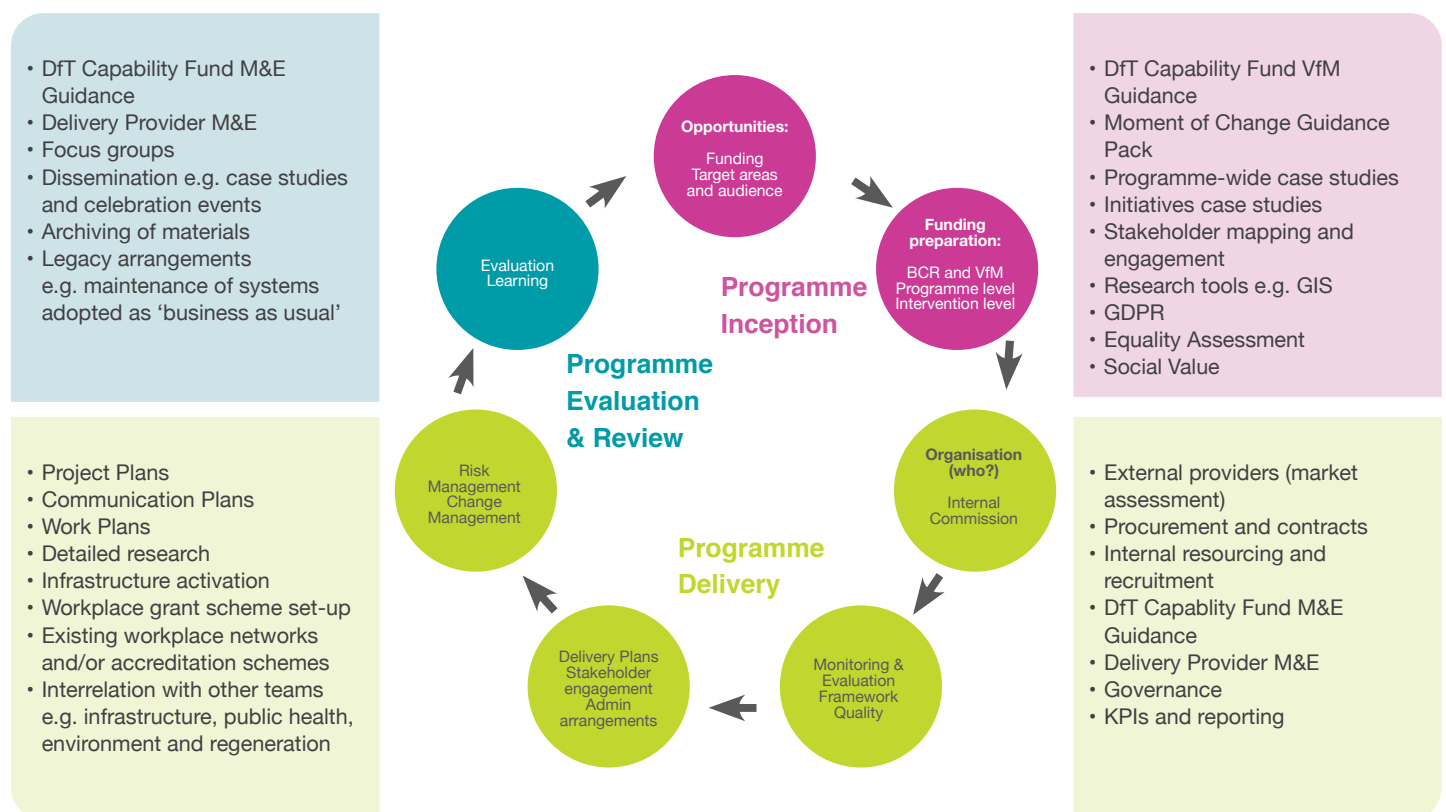 • DfT Capability Fund M&E
Guidance
• Delivery Provider M&E
• Focus groups
• Dissemination e.g. case studies
and celebration events
• Archiving of materials
• Legacy arrangements
e.g. maintenance of systems
adopted as ‘business as usual’
Opportunities:
Funding
Target areas
and audience
Funding
preparation:
BCR and VfM
Programme level
Intervention level
Evaluation
Learning
Programme
Inception
Programme
Evaluation
& Review
• DfT Capability Fund VfM
Guidance
• Moment of Change Guidance
Pack
• Programme-wide case studies
• Initiatives case studies
• Stakeholder mapping and
engagement
• Research tools e.g. GIS
• GDPR
• Equality Assessment
• Social Value
• Project Plans
• Communication Plans
• Work Plans
• Detailed research
• Infrastructure activation
• Workplace grant scheme set-up
• Existing workplace networks
and/or accreditation schemes
• Interrelation with other teams
e.g. infrastructure, public health,
environment and regeneration
Risk
Management
Change
Management
Organisation
(who?)
Internal
Commission
Programme
Delivery
Delivery Plans
Stakeholder
engagement
Admin
arrangements
Monitoring &
Evaluation
Framework
Quality
• External providers (market
assessment)
• Procurement and contracts
• Internal resourcing and
recruitment
• DfT Capablity Fund M&E
Guidance
• Delivery Provider M&E
• Governance
• KPIs and reporting